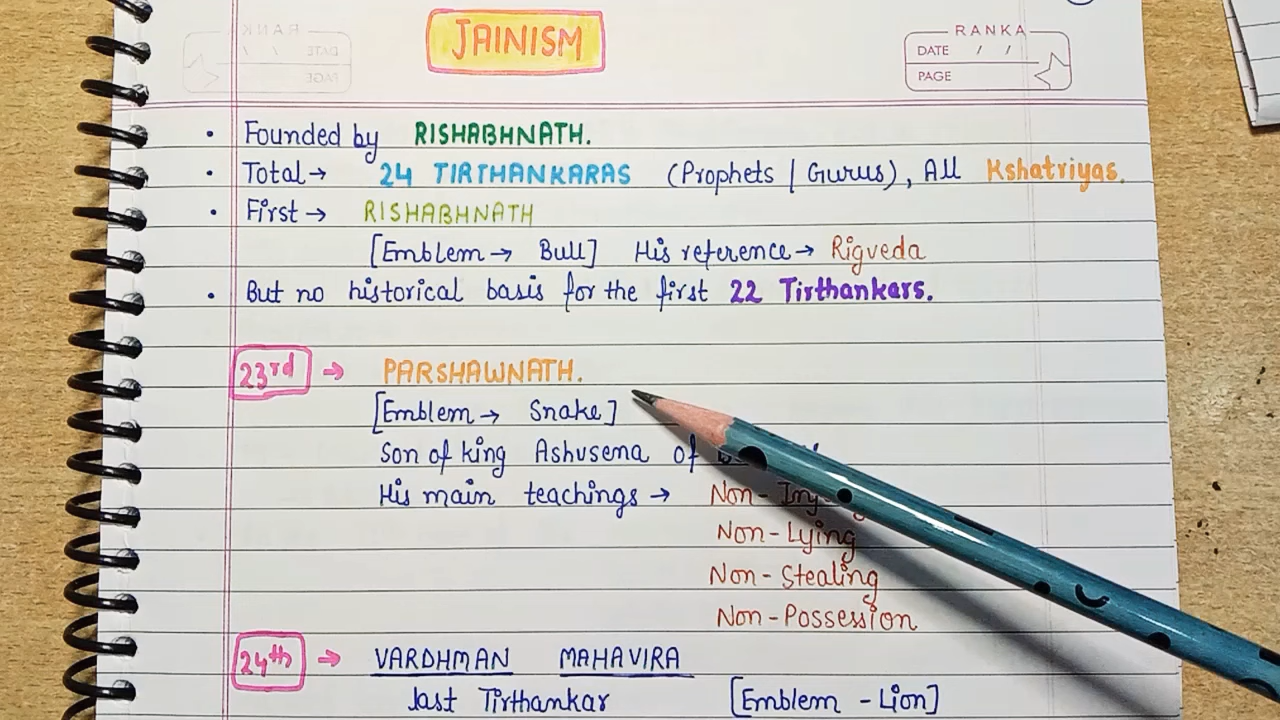 JAINISM
RANKA
DATE / /
PAGE
• Founded by RISHABHNATH.
• Total → 24 TIRTHANKARAS (Prophets | Gurus), All Kshatriyas.
• First → RISHABHNATH
[Emblem → Bull] His reference → Rigveda
• But no historical basis for the first 22 Tirthankars.
23rd → PARSHAWNATH.
[Emblem → Snake]
Son of king Ashusema of
His main teachings → Non-
Non-Lying
Non-Stealing
Non-Possession
24th → VARDHMAN MAHAVIRA
last Tirthankar [Emblem - Lion]